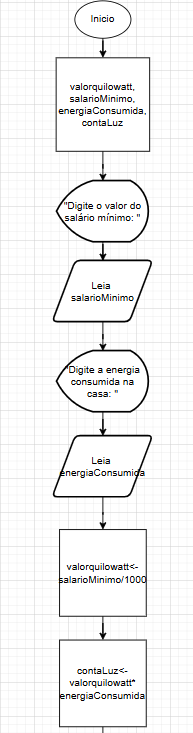 Inicio
valorquilowatt,
salarioMinimo,
energiaConsumida,
contaLuz
"Digite o valor do
salário mínimo: "
Leia
salarioMinimo
"Digite a energia
consumida na
casa: "
Leia
energiaConsumida
valorquilowatt<-
salarioMinimo/1000
contaLuz<-
valorquilowatt*
energiaConsumida